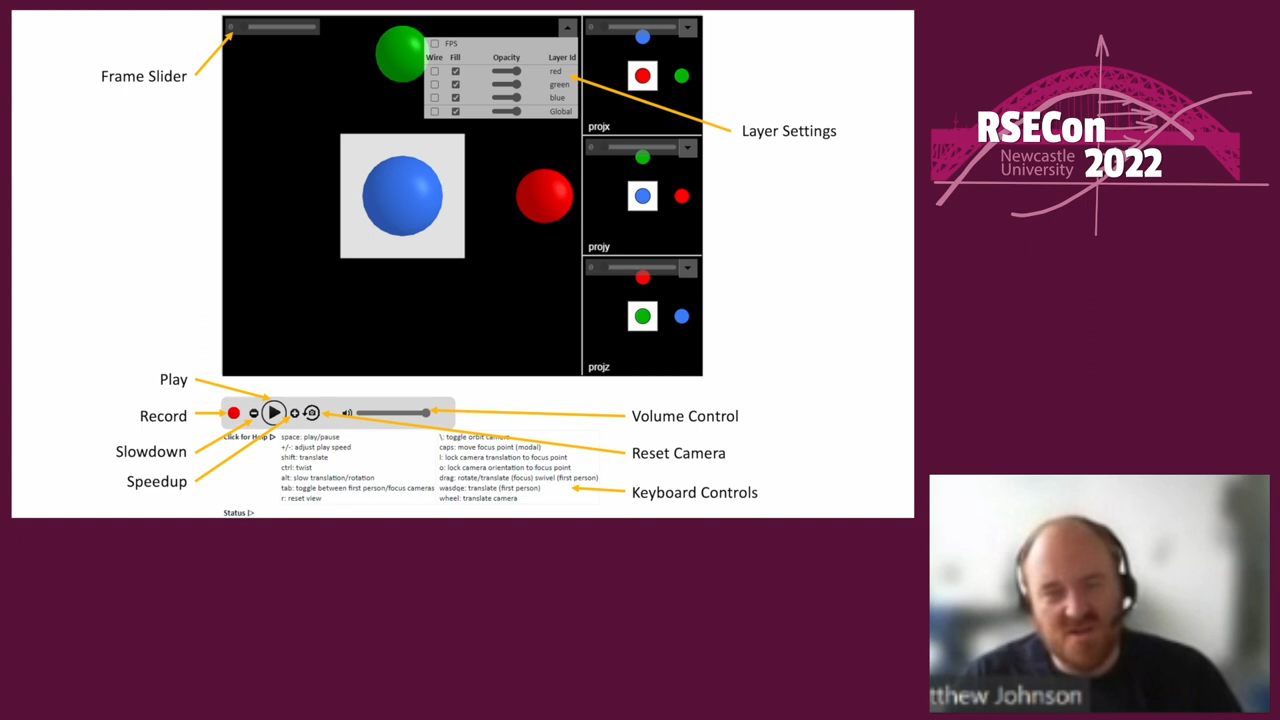 Frame Slider
0
FPS
Wire Fill Opacity Layer Id
red
green
blue
Global
Layer Settings
0
projx
0
projy
0
projz
Play
Record
Slowdown
Speedup
Volume Control
Reset Camera
Keyboard Controls
Click for Help
space: play/pause
+/-: adjust play speed
shift: translate
ctrl: twist
alt: slow translation/rotation
tab: toggle between first person/focus cameras
r: reset view
\: toggle orbit camera
caps: move focus point (modal)
l: lock camera translation to focus point
o: lock camera orientation to focus point
drag: rotate/translate (focus) swivel (first person)
wasdqe: translate (first person)
wheel: translate camera
Status
RSECon
Newcastle
University
2022
tthew Johnson